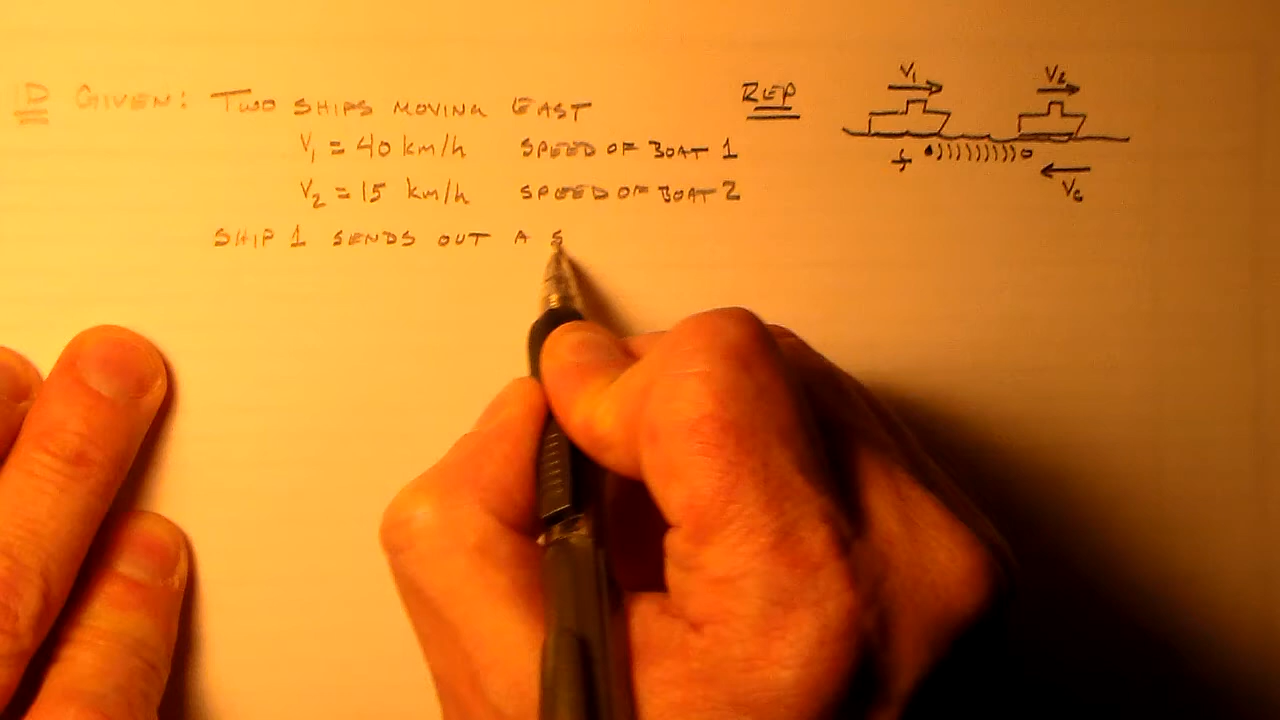 ID GIVEN: TWO SHIPS MOVING EAST
V1 = 40 km/h SPEED OF BOAT 1
V2 = 15 km/h SPEED OF BOAT 2
SHIP 1 SENDS OUT A S
REP
V1 V2
f
Vc